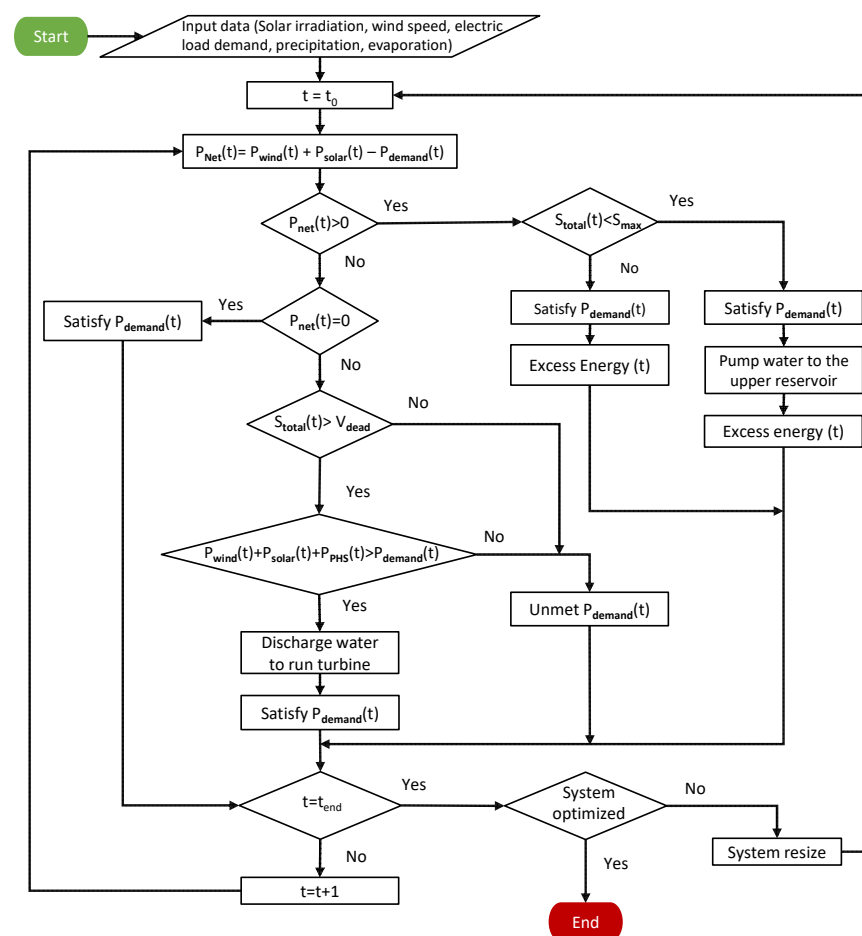 Start
Input data (Solar irradiation, wind speed, electric
load demand, precipitation, evaporation)
t = t0
PNet(t)= Pwind(t) + Psolar(t) – Pdemand(t)
Pnet(t)>0
Yes
No
Stotal(t)<Smax
Yes
No
Satisfy Pdemand(t)
Excess Energy (t)
Satisfy Pdemand(t)
Pump water to the
upper reservoir
Excess energy (t)
Pnet(t)=0
Yes
Satisfy Pdemand(t)
No
Stotal(t)> Vdead
No
Yes
Pwind(t)+Psolar(t)+PPHS(t)>Pdemand(t)
No
Unmet Pdemand(t)
Yes
Discharge water
to run turbine
Satisfy Pdemand(t)
t=tend
Yes
No
t=t+1
System
optimized
No
System resize
Yes
End